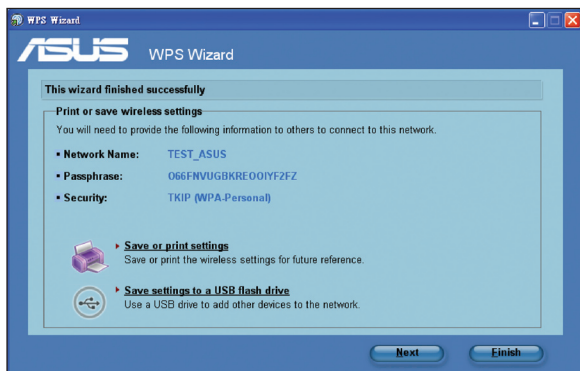 WPS Wizard
ASUS WPS Wizard
This wizard finished successfully
Print or save wireless settings
You will need to provide the following information to others to connect to this network.
Network Name: TEST_ASUS
Passphrase: O66FNVUGBKREOOIYF2FZ
Security: TKIP (WPA-Personal)
Save or print settings
Save or print the wireless settings for future reference.
Save settings to a USB flash drive
Use a USB drive to add other devices to the network.
Next Finish